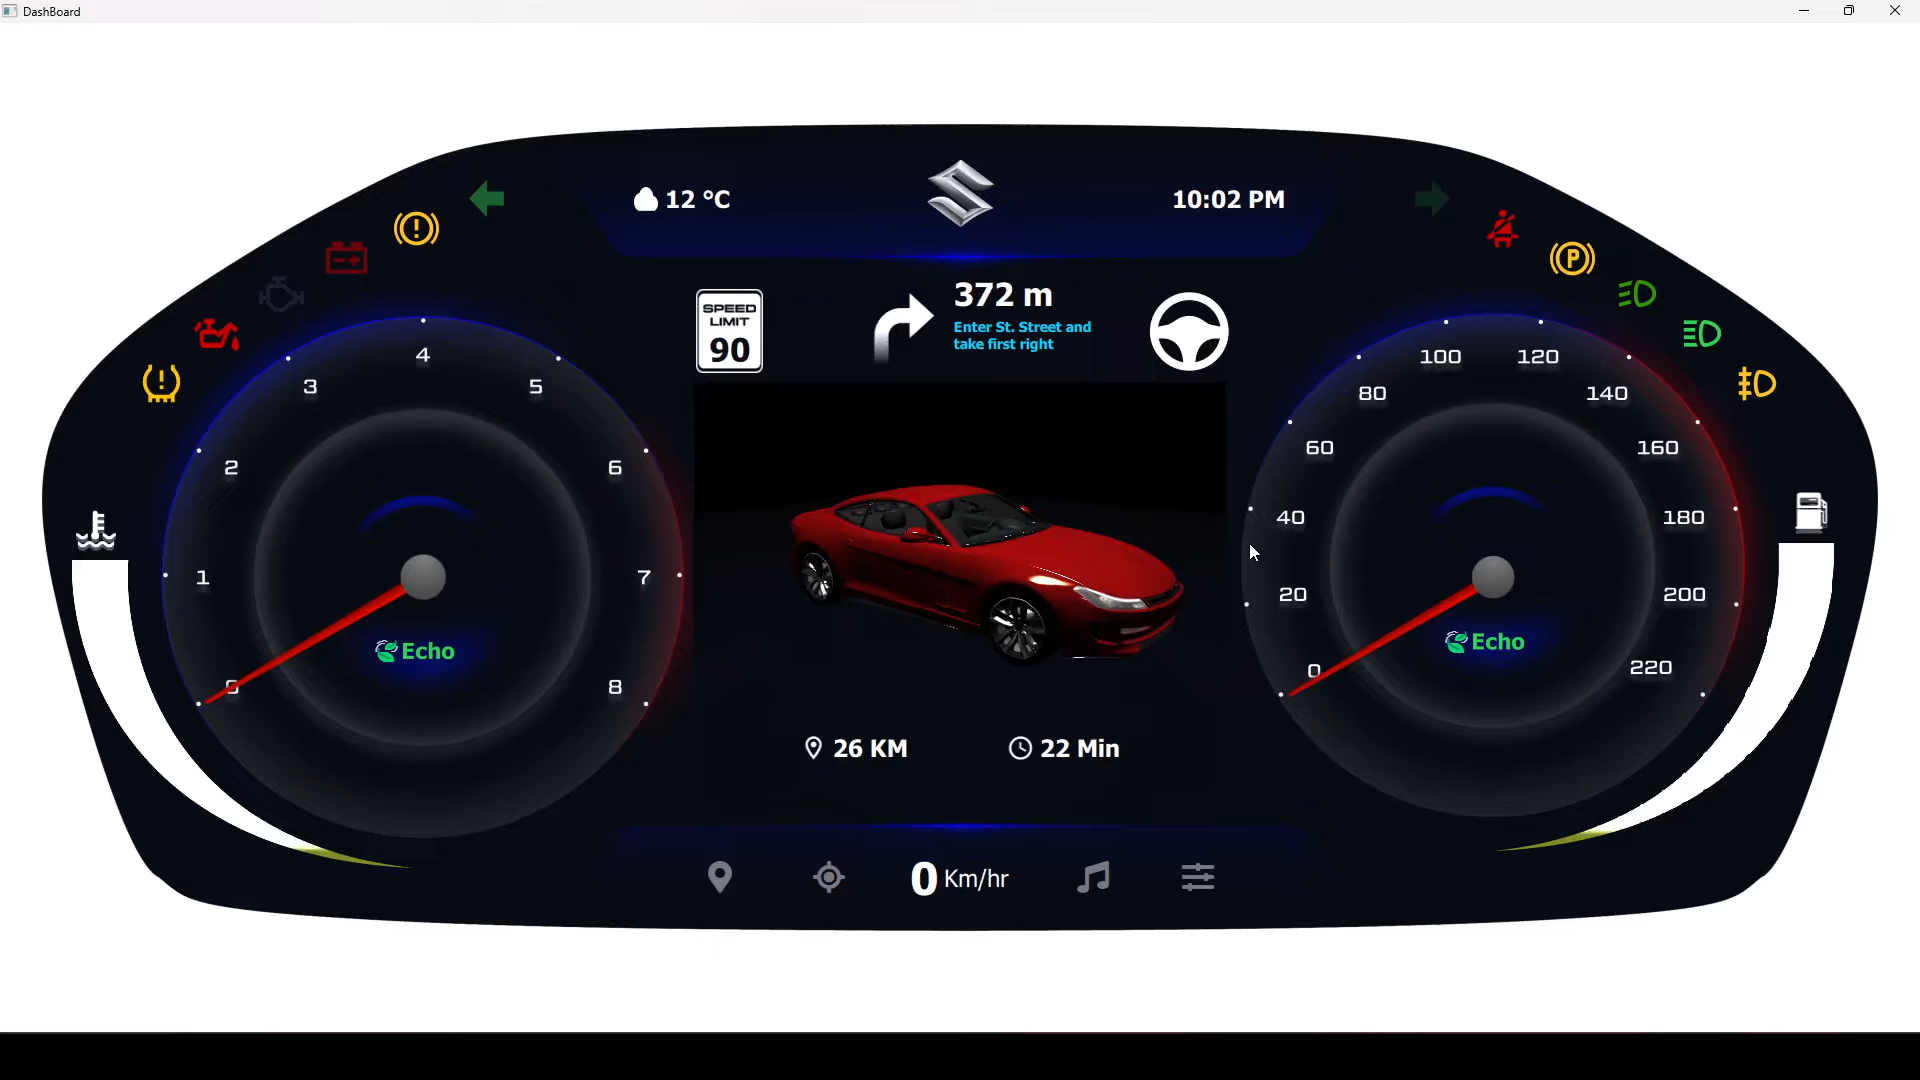 DashBoard
12 °C
10:02 PM
SPEED
LIMIT
90
372 m
Enter St. Street and
take first right
P
0
1
2
3
4
5
6
7
8
Echo
0
20
40
60
80
100
120
140
160
180
200
220
Echo
26 KM
22 Min
0 Km/hr